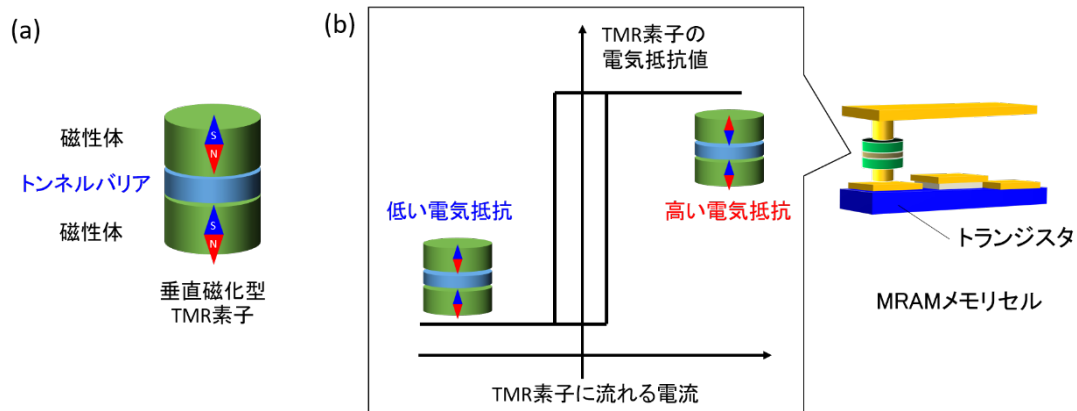 (a)
磁性体
トンネルバリア
磁性体
S
N
S
N
垂直磁化型
TMR素子
(b)
TMR素子の
電気抵抗値
低い電気抵抗
高い電気抵抗
TMR素子に流れる電流
トランジスタ
MRAMメモリセル